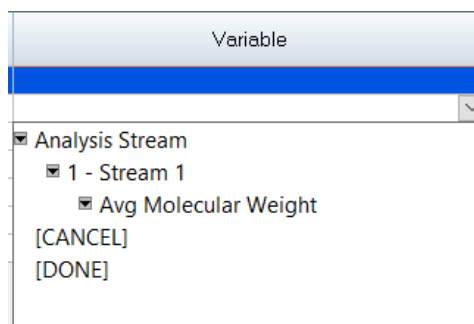 Variable
Analysis Stream
1 - Stream 1
Avg Molecular Weight
[CANCEL]
[DONE]